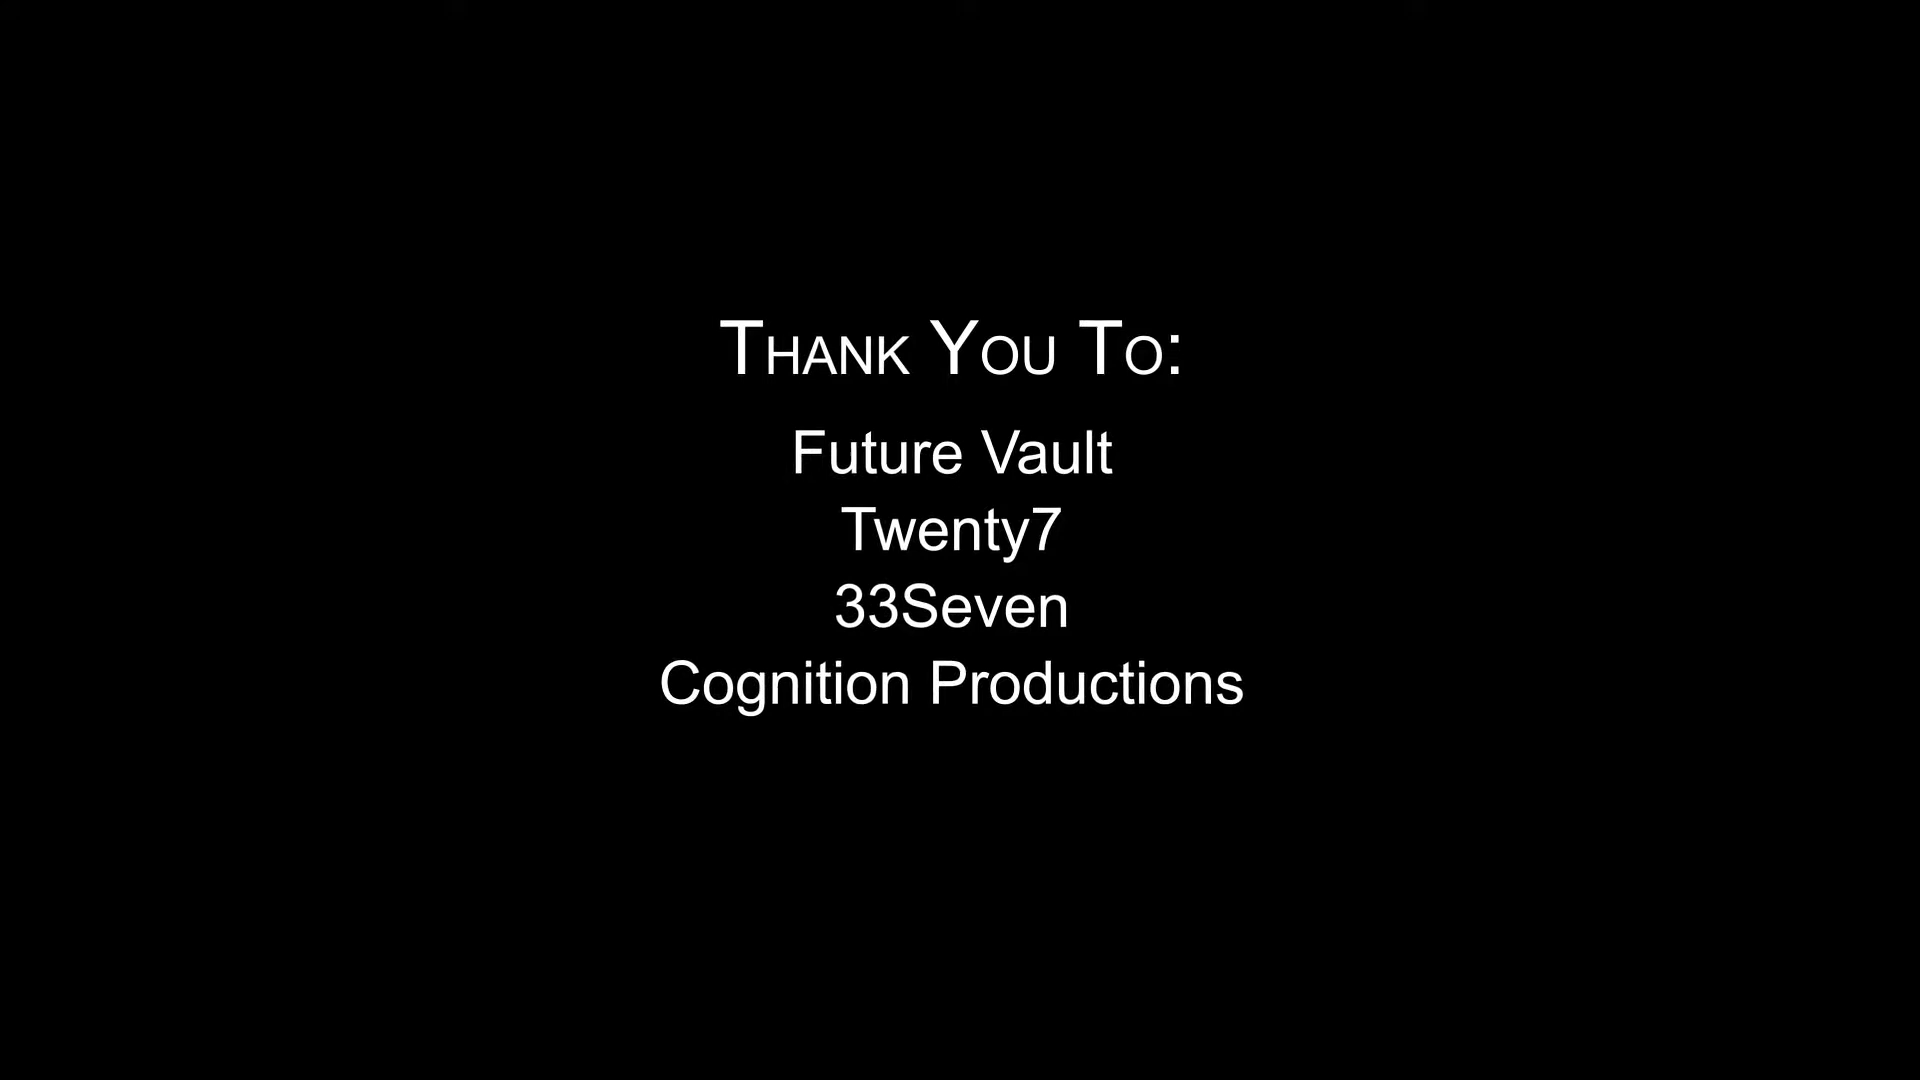 Thank You To:
Future Vault
Twenty7
33Seven
Cognition Productions